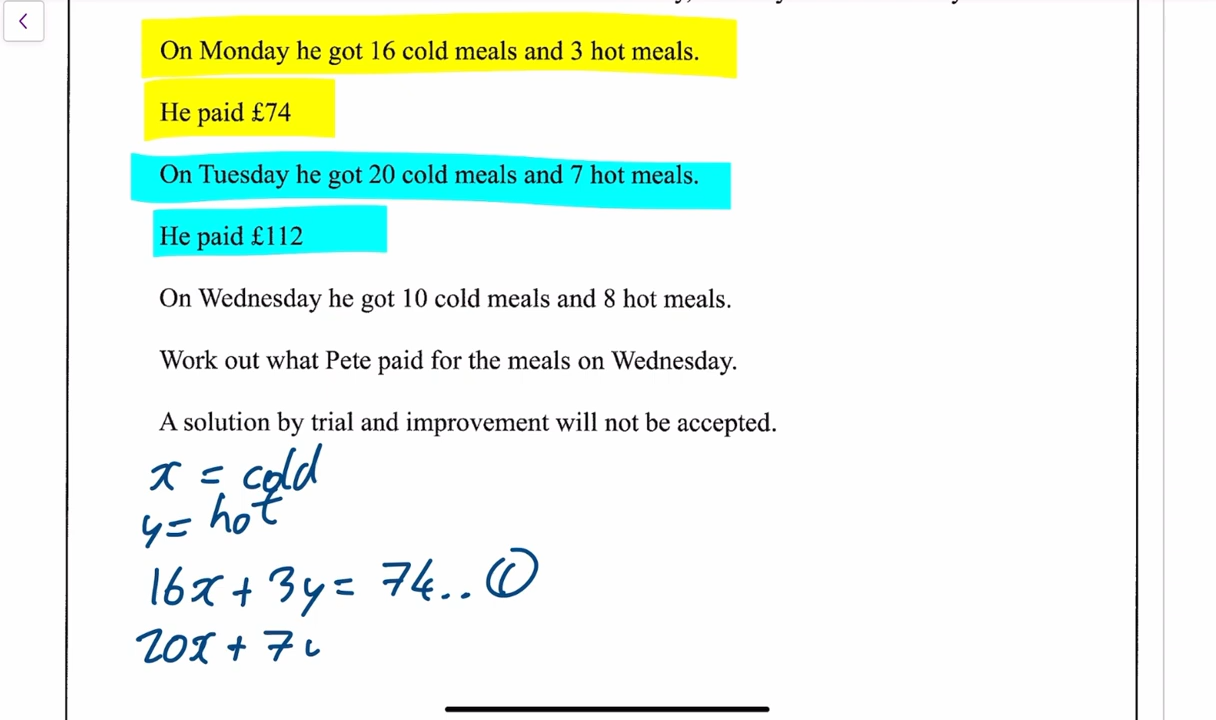 On Monday he got 16 cold meals and 3 hot meals.
He paid £74
On Tuesday he got 20 cold meals and 7 hot meals.
He paid £112
On Wednesday he got 10 cold meals and 8 hot meals.
Work out what Pete paid for the meals on Wednesday.
A solution by trial and improvement will not be accepted.
x = cold
y = hot
16x + 3y = 74.. ①
20x + 7